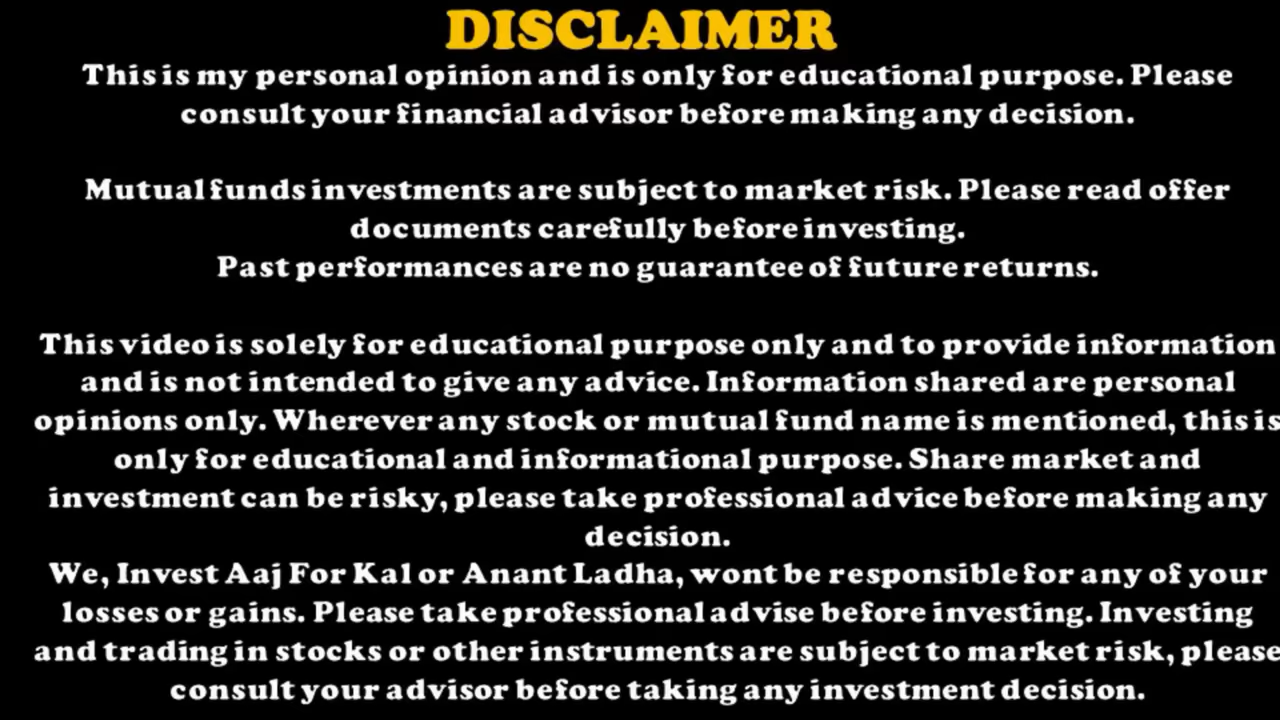 DISCLAIMER
This is my personal opinion and is only for educational purpose. Please
consult your financial advisor before making any decision.
Mutual funds investments are subject to market risk. Please read offer
documents carefully before investing.
Past performances are no guarantee of future returns.
This video is solely for educational purpose only and to provide information
and is not intended to give any advice. Information shared are personal
opinions only. Wherever any stock or mutual fund name is mentioned, this is
only for educational and informational purpose. Share market and
investment can be risky, please take professional advice before making any
decision.
We, Invest Aaj For Kal or Anant Ladha, wont be responsible for any of your
losses or gains. Please take professional advise before investing. Investing
and trading in stocks or other instruments are subject to market risk, please
consult your advisor before taking any investment decision.